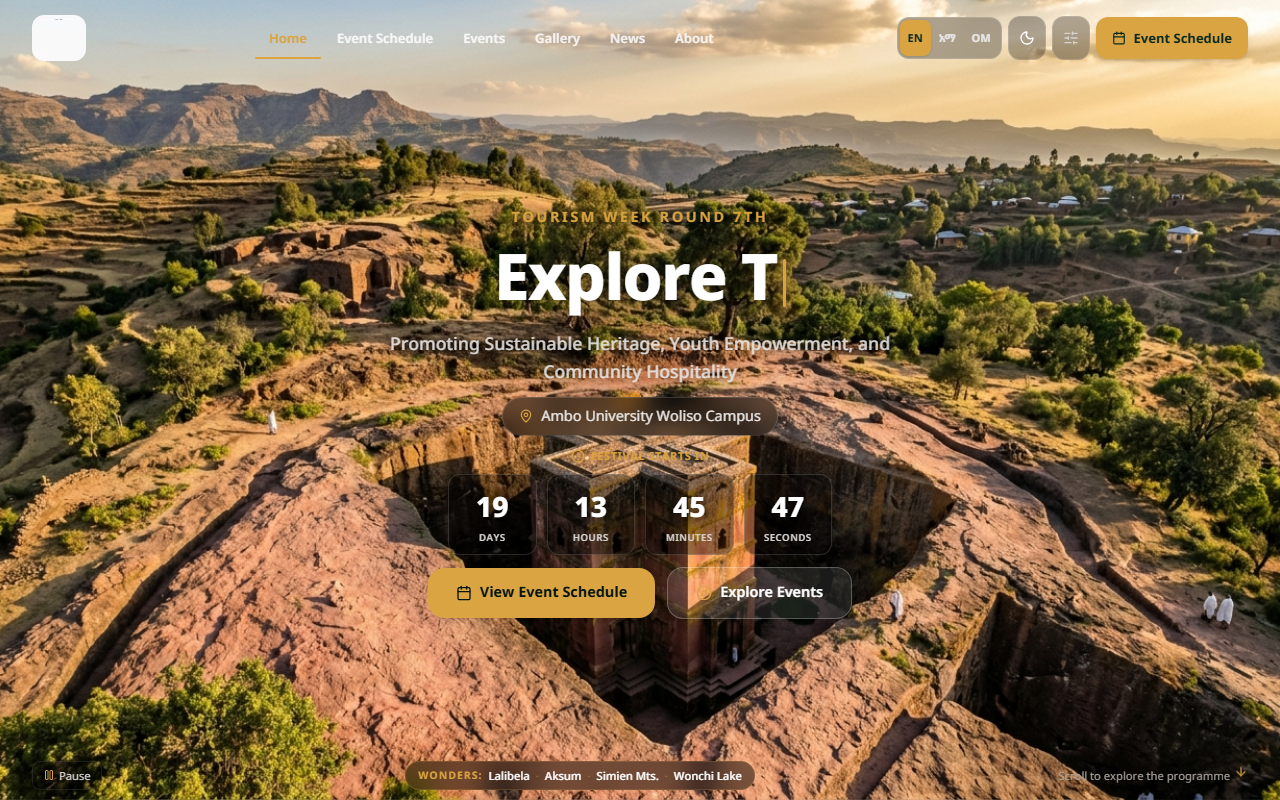 Home
Event Schedule
Events
Gallery
News
About
EN
አማ
OM
Event Schedule
TOURISM WEEK ROUND 7TH
Explore T
Promoting Sustainable Heritage, Youth Empowerment, and
Community Hospitality
Ambo University Woliso Campus
FESTIVAL STARTS IN
19
DAYS
13
HOURS
45
MINUTES
47
SECONDS
View Event Schedule
Explore Events
Pause
WONDERS: Lalibela · Aksum · Simien Mts. · Wonchi Lake
Scroll to explore the programme